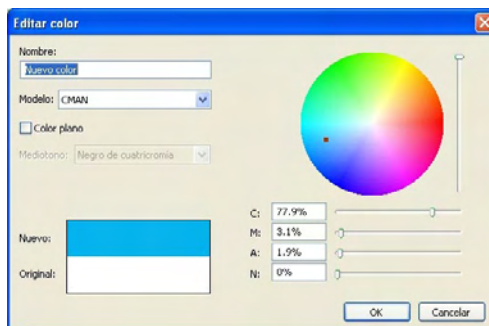 Editar color
Nombre:
Nuevo color
Modelo: CMAN
Color plano
Mediotono: Negro de cuatricromía
Nuevo:
Original:
C: 77.9%
M: 3.1%
A: 1.9%
N: 0%
OK Cancelar